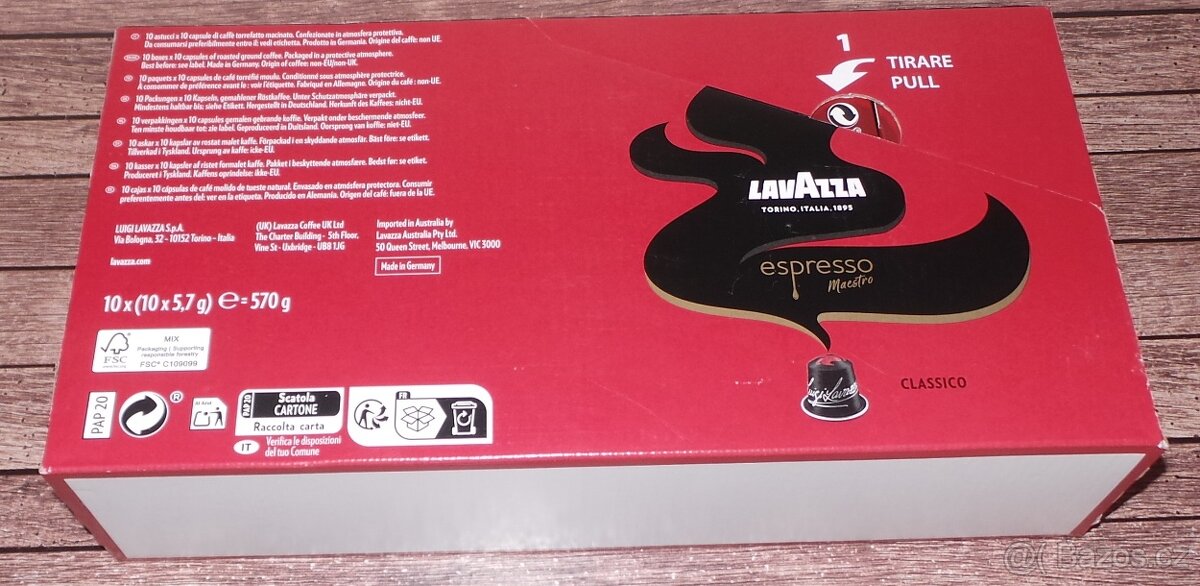 10 astucci x 10 capsule di caffè torrefatto macinato. Confezionate in atmosfera protettiva.
Da consumarsi preferibilmente entro il: vedi etichetta. Prodotto in Germania. Origine del caffè: non UE.
10 boxes x 10 capsules of roasted ground coffee. Packaged in a protective atmosphere.
Best before: see label. Made in Germany. Origin of coffee: non-EU/non-UK.
10 paquets x 10 capsules de café torréfié moulu. Conditionné sous atmosphère protectrice.
À consommer de préférence avant le : voir l'étiquette. Fabriqué en Allemagne. Origine du café : non-UE.
10 Packungen x 10 Kapseln, gemahlener Röstkaffee. Unter Schutzatmosphäre verpackt.
Mindestens haltbar bis: siehe Etikett. Hergestellt in Deutschland. Herkunft des Kaffees: nicht-EU.
10 verpakkingen x 10 capsules gemalen gebrande koffie. Verpakt onder beschermende atmosfeer.
Ten minste houdbaar tot: zie label. Geproduceerd in Duitsland. Oorsprong van koffie: niet-EU.
10 askar x 10 kapslar av rostat malet kaffe. Förpackad i en skyddande atmosfär. Bäst före: se etikett.
Tillverkad i Tyskland. Ursprung av kaffe: icke-EU.
10 kasser x 10 kapsler af ristet formalet kaffe. Pakket i beskyttende atmosfære. Bedst før: se etiket.
Produceret i Tyskland. Kaffens oprindelse: ikke-EU.
10 cajas x 10 cápsulas de café molido de tueste natural. Envasado en atmósfera protectora. Consumir
preferentemente antes del: ver en la etiqueta. Producido en Alemania. Origen del café: fuera de la UE.
LUIGI LAVAZZA S.p.A.
Via Bologna, 32 - 10152 Torino - Italia
lavazza.com
(UK) Lavazza Coffee UK Ltd
The Charter Building - 5th Floor,
Vine St - Uxbridge - UB8 1JG
Imported in Australia by
Lavazza Australia Pty Ltd.
50 Queen Street, Melbourne, VIC 3000
Made in Germany
10 x (10 x 5,7 g) e = 570 g
FSC
MIX
Packaging | Supporting
responsible forestry
FSC® C109099
PAP 20
®
PAP 20
Scatola
CARTONE
Raccolta carta
IT
Verifica le disposizioni
del tuo Comune
FR
1
TIRARE
PULL
LAVAZZA
TORINO, ITALIA, 1895
espresso
Maestro
CLASSICO
@ Bazos.cz